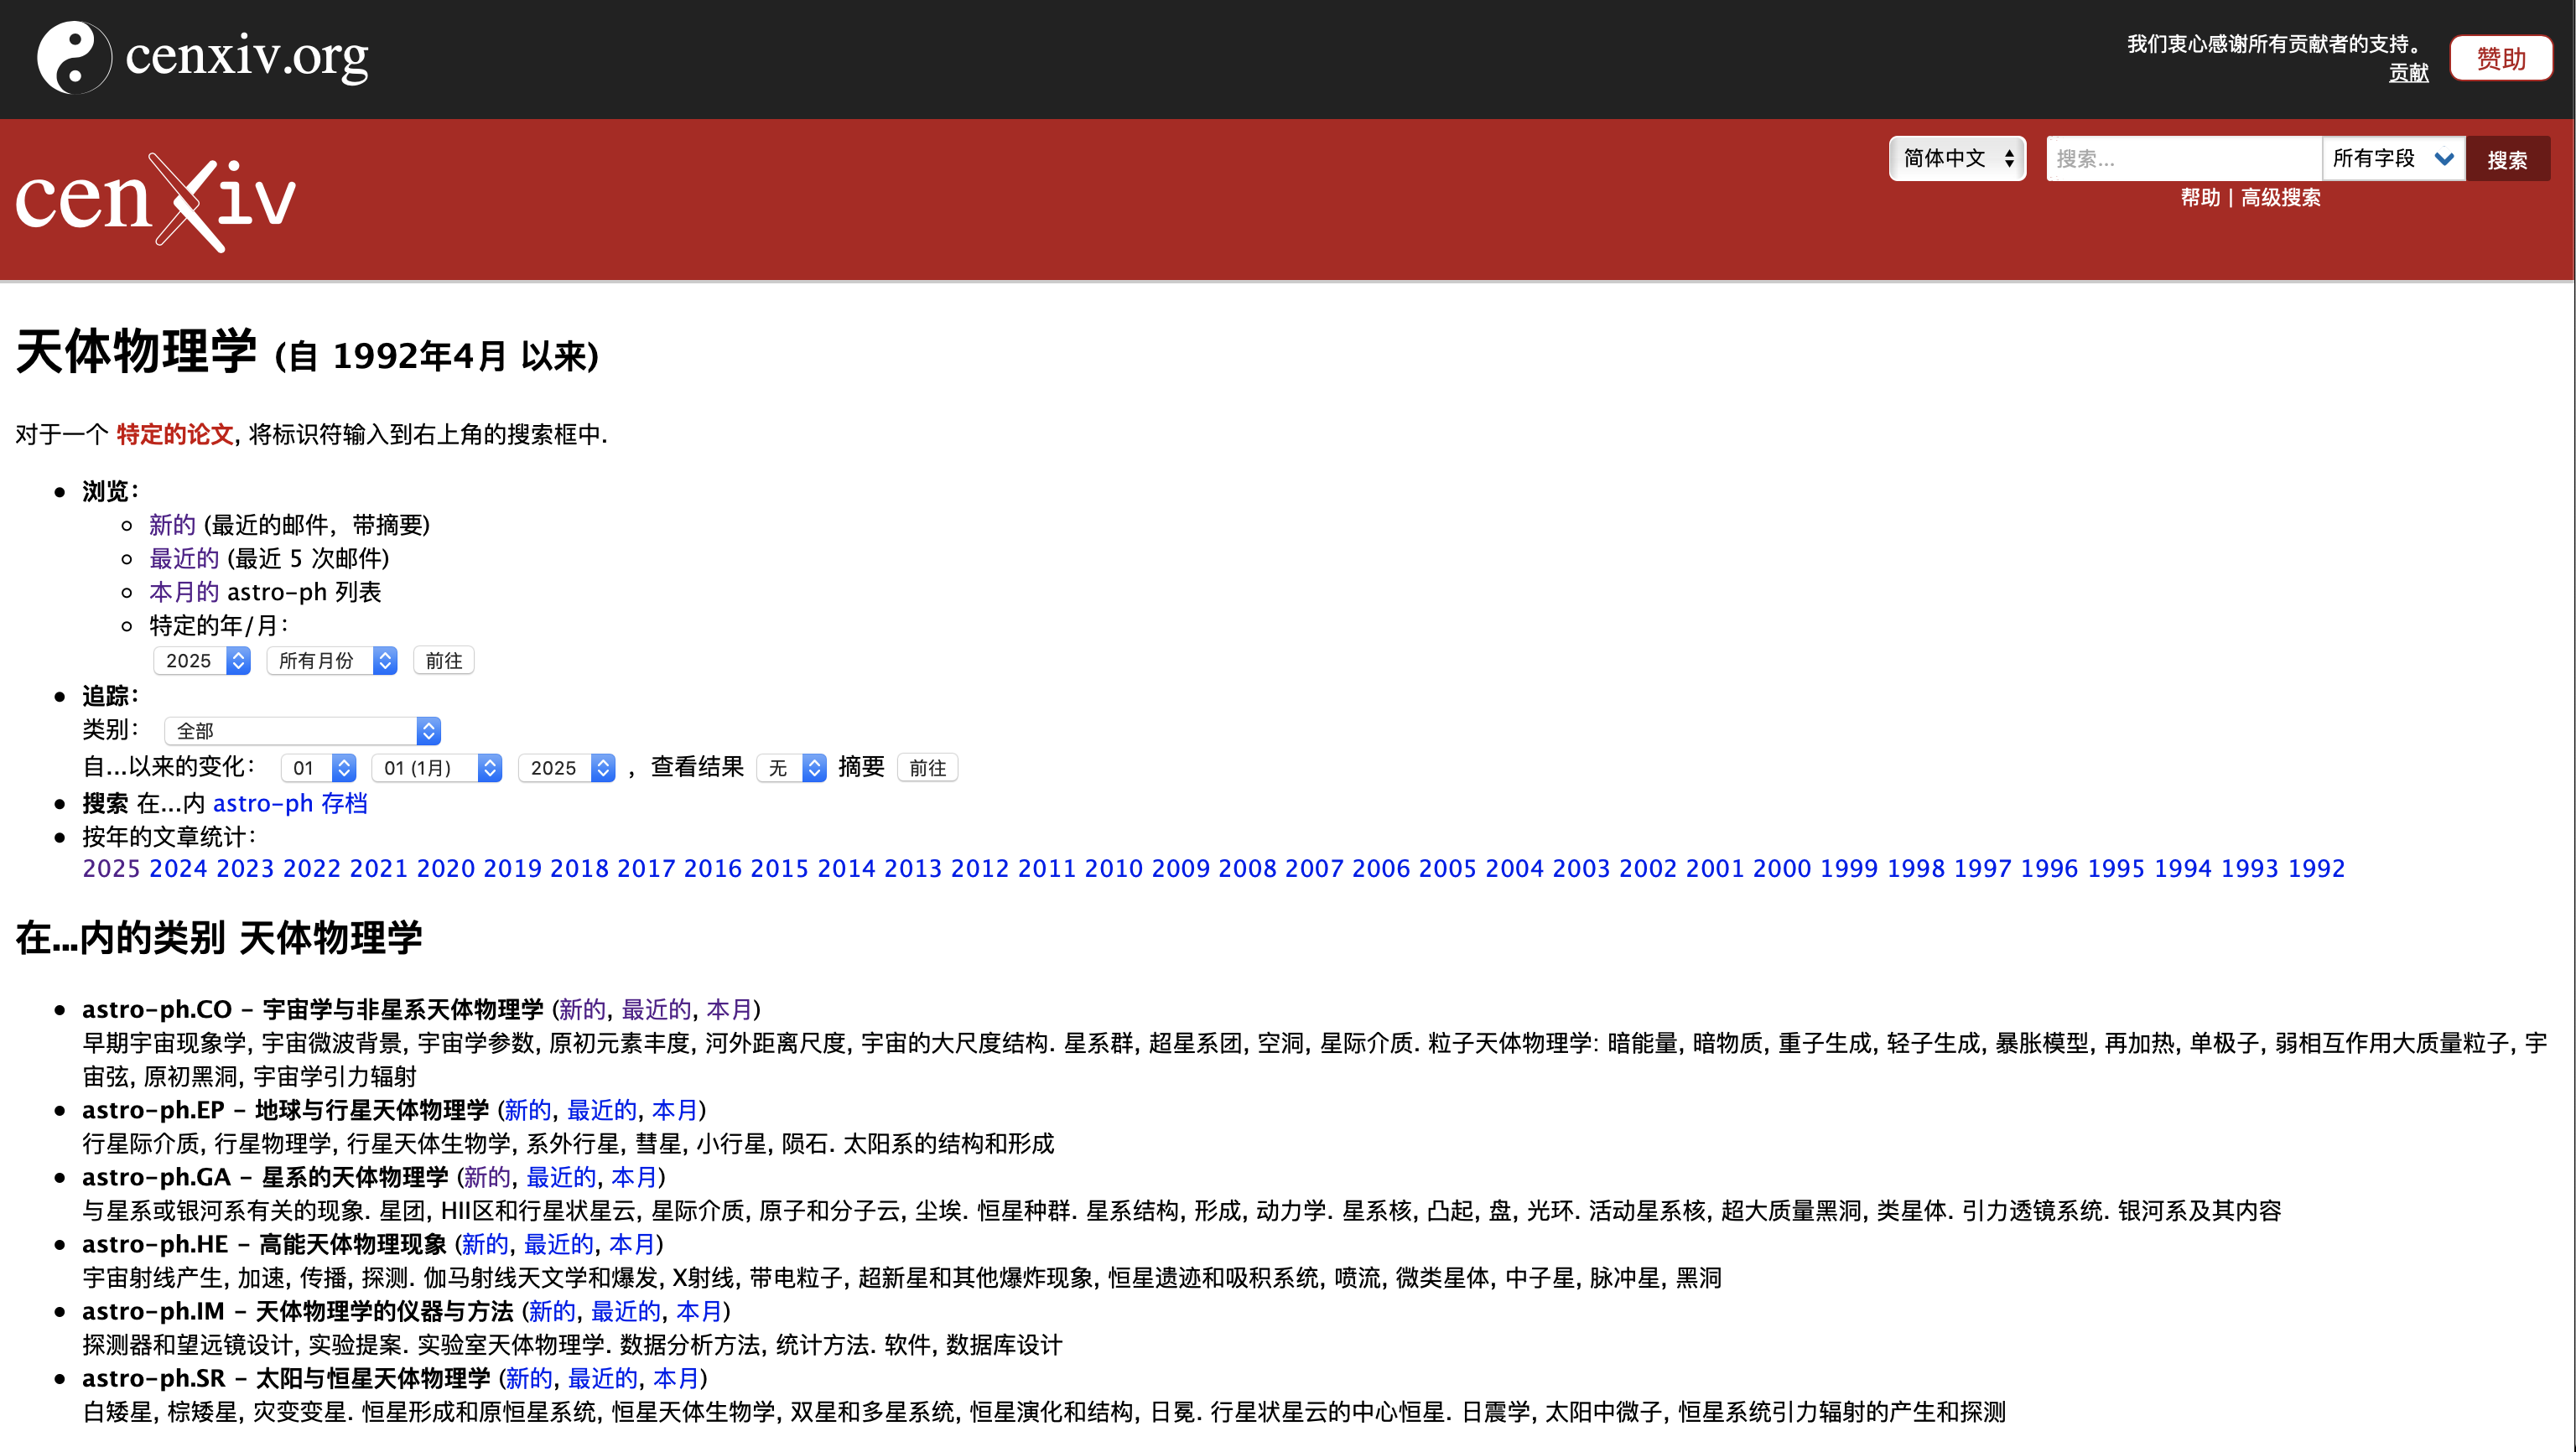 cenxiv.org
我们衷心感谢所有贡献者的支持。
贡献
赞助
cenXiv
简体中文
搜索...
所有字段
搜索
帮助 | 高级搜索
天体物理学 (自 1992年4月 以来)
对于一个 特定的论文, 将标识符输入到右上角的搜索框中.
浏览:
新的 (最近的邮件，带摘要)
最近的 (最近 5 次邮件)
本月的 astro-ph 列表
特定的年/月:
2025 所有月份 前往
追踪:
类别: 全部
自...以来的变化: 01 01 (1月) 2025 ，查看结果 无 摘要 前往
搜索 在...内 astro-ph 存档
按年的文章统计:
2025 2024 2023 2022 2021 2020 2019 2018 2017 2016 2015 2014 2013 2012 2011 2010 2009 2008 2007 2006 2005 2004 2003 2002 2001 2000 1999 1998 1997 1996 1995 1994 1993 1992
在...内的类别 天体物理学
astro-ph.CO - 宇宙学与非星系天体物理学 (新的, 最近的, 本月)
早期宇宙现象学, 宇宙微波背景, 宇宙学参数, 原初元素丰度, 河外距离尺度, 宇宙的大尺度结构. 星系群, 超星系团, 空洞, 星际介质. 粒子天体物理学: 暗能量, 暗物质, 重子生成, 轻子生成, 暴胀模型, 再加热, 单极子, 弱相互作用大质量粒子, 宇
宙弦, 原初黑洞, 宇宙学引力辐射
astro-ph.EP - 地球与行星天体物理学 (新的, 最近的, 本月)
行星际介质, 行星物理学, 行星天体生物学, 系外行星, 彗星, 小行星, 陨石. 太阳系的结构和形成
astro-ph.GA - 星系的天体物理学 (新的, 最近的, 本月)
与星系或银河系有关的现象. 星团, HII区和行星状星云, 星际介质, 原子和分子云, 尘埃. 恒星种群. 星系结构, 形成, 动力学. 星系核, 凸起, 盘, 光环. 活动星系核, 超大质量黑洞, 类星体. 引力透镜系统. 银河系及其内容
astro-ph.HE - 高能天体物理现象 (新的, 最近的, 本月)
宇宙射线产生, 加速, 传播, 探测. 伽马射线天文学和爆发, X射线, 带电粒子, 超新星和其他爆炸现象, 恒星遗迹和吸积系统, 喷流, 微类星体, 中子星, 脉冲星, 黑洞
astro-ph.IM - 天体物理学的仪器与方法 (新的, 最近的, 本月)
探测器和望远镜设计, 实验提案. 实验室天体物理学. 数据分析方法, 统计方法. 软件, 数据库设计
astro-ph.SR - 太阳与恒星天体物理学 (新的, 最近的, 本月)
白矮星, 棕矮星, 灾变变星. 恒星形成和原恒星系统, 恒星天体生物学, 双星和多星系统, 恒星演化和结构, 日冕. 行星状星云的中心恒星. 日震学, 太阳中微子, 恒星系统引力辐射的产生和探测